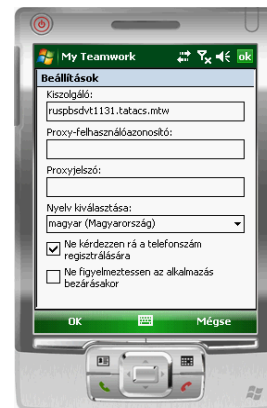 My Teamwork
ok
Beállítások
Kiszolgáló:
ruspbsdvt1131.tatacs.mtw
Proxy-felhasználóazonosító:
Proxyjelszó:
Nyelv kiválasztása:
magyar (Magyarország)
Ne kérdezzen rá a telefonszám
regisztrálására
Ne figyelmeztessen az alkalmazás
bezárásakor
OK
Mégse